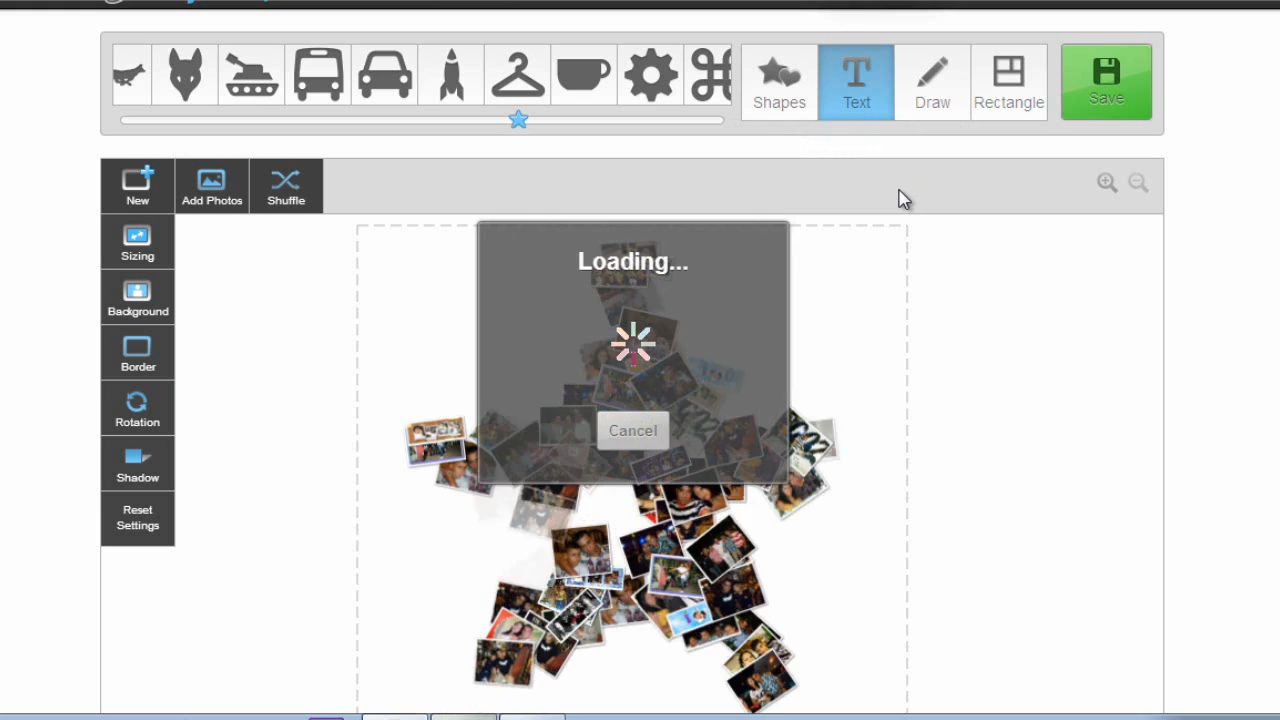 Shapes
Text
Draw
Rectangle
Save
New
Add Photos
Shuffle
Sizing
Background
Border
Rotation
Shadow
Reset
Settings
Loading...
Cancel